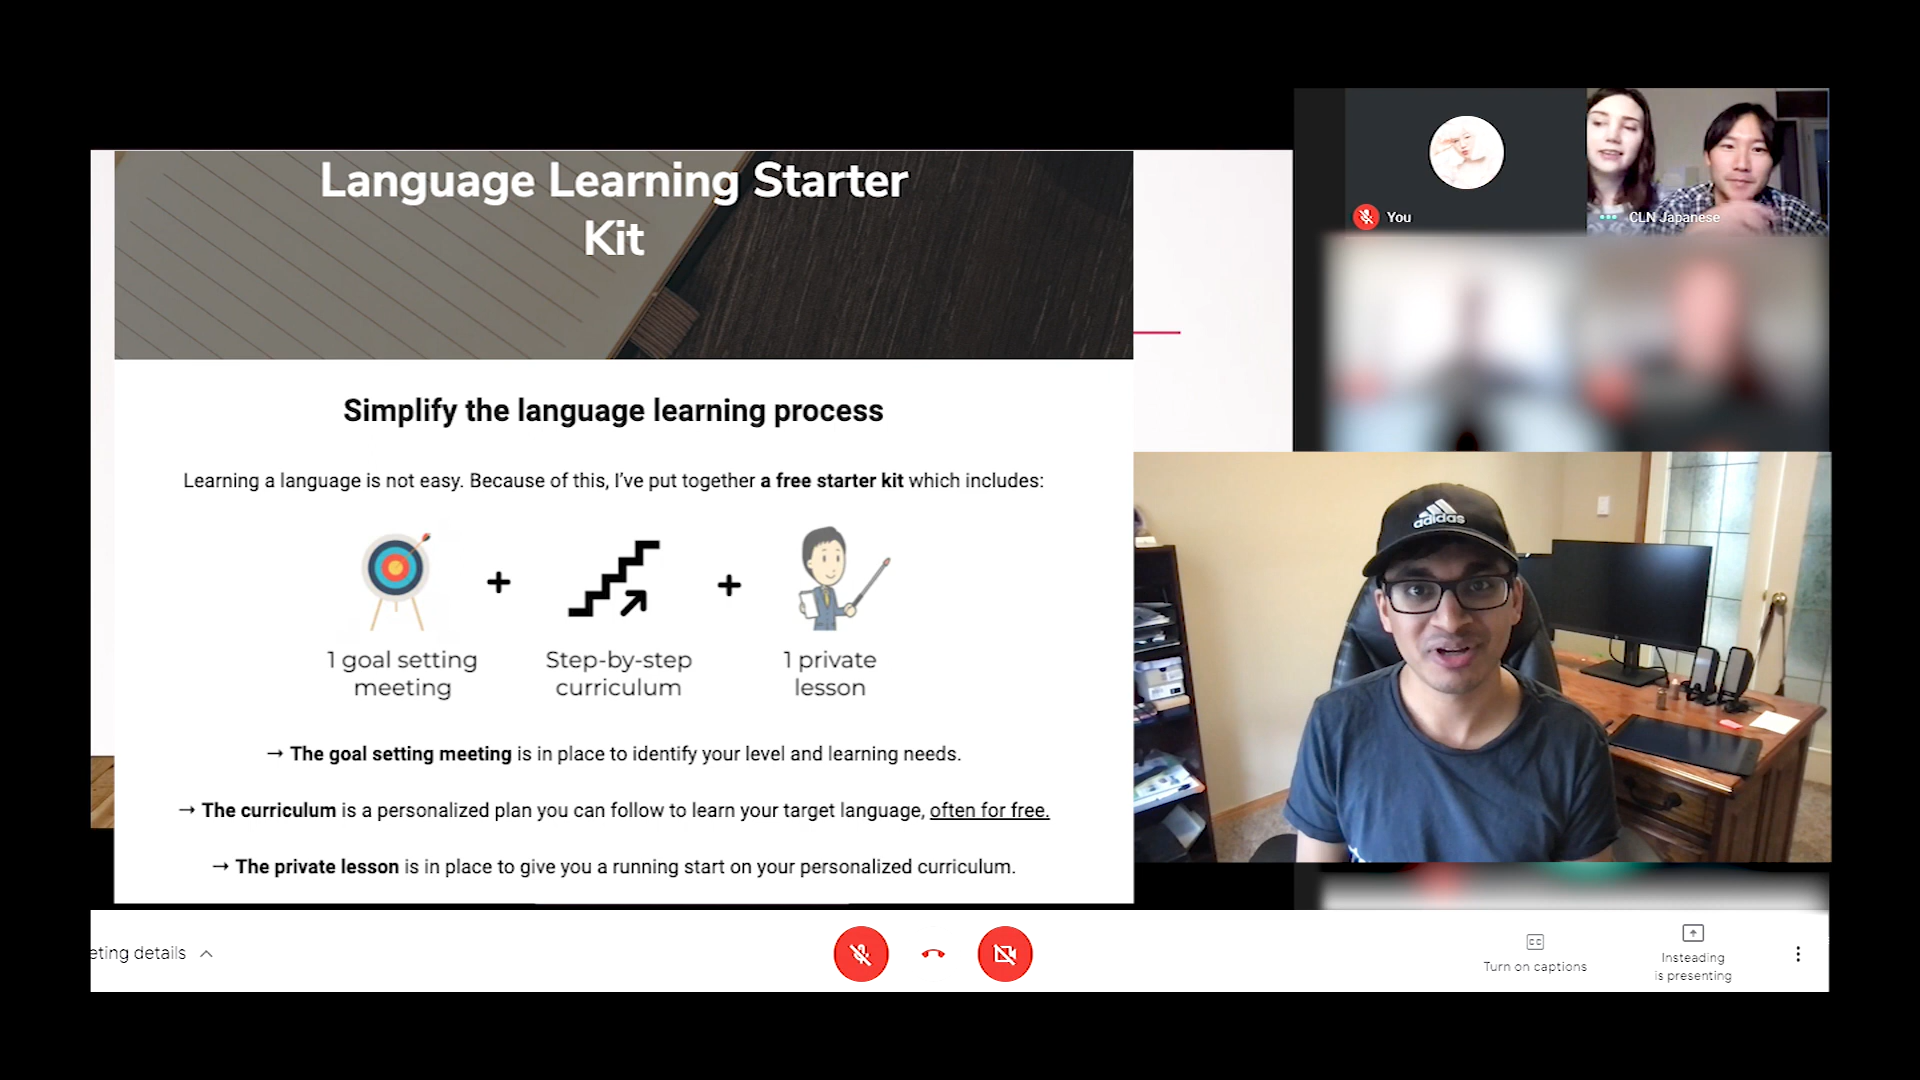 Language Learning Starter
Kit
Simplify the language learning process
Learning a language is not easy. Because of this, I've put together a free starter kit which includes:
+
+
1 goal setting
meeting
Step-by-step
curriculum
1 private
lesson
→ The goal setting meeting is in place to identify your level and learning needs.
→ The curriculum is a personalized plan you can follow to learn your target language, often for free.
→ The private lesson is in place to give you a running start on your personalized curriculum.
You
CLN Japanese
adidas
eting details
CC
Turn on captions
Insteading
is presenting